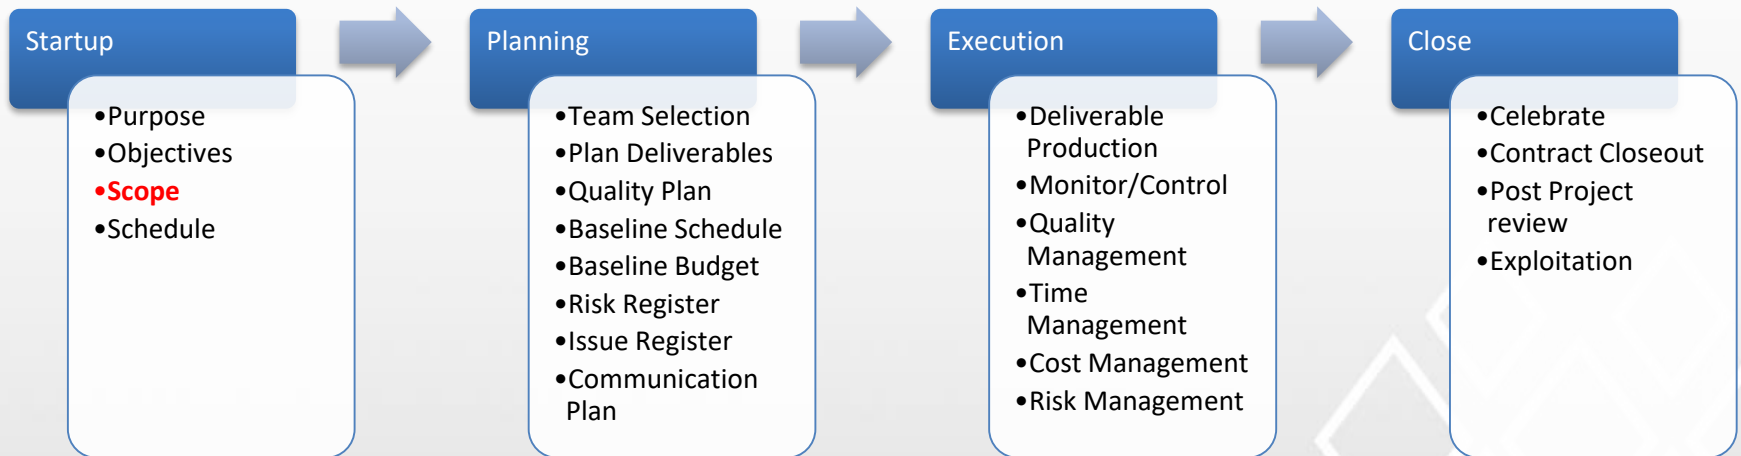 Startup
•Purpose
•Objectives
•Scope
•Schedule
Planning
•Team Selection
•Plan Deliverables
•Quality Plan
•Baseline Schedule
•Baseline Budget
•Risk Register
•Issue Register
•Communication
Plan
Execution
•Deliverable
Production
•Monitor/Control
•Quality
Management
•Time
Management
•Cost Management
•Risk Management
Close
•Celebrate
•Contract Closeout
•Post Project
review
•Exploitation